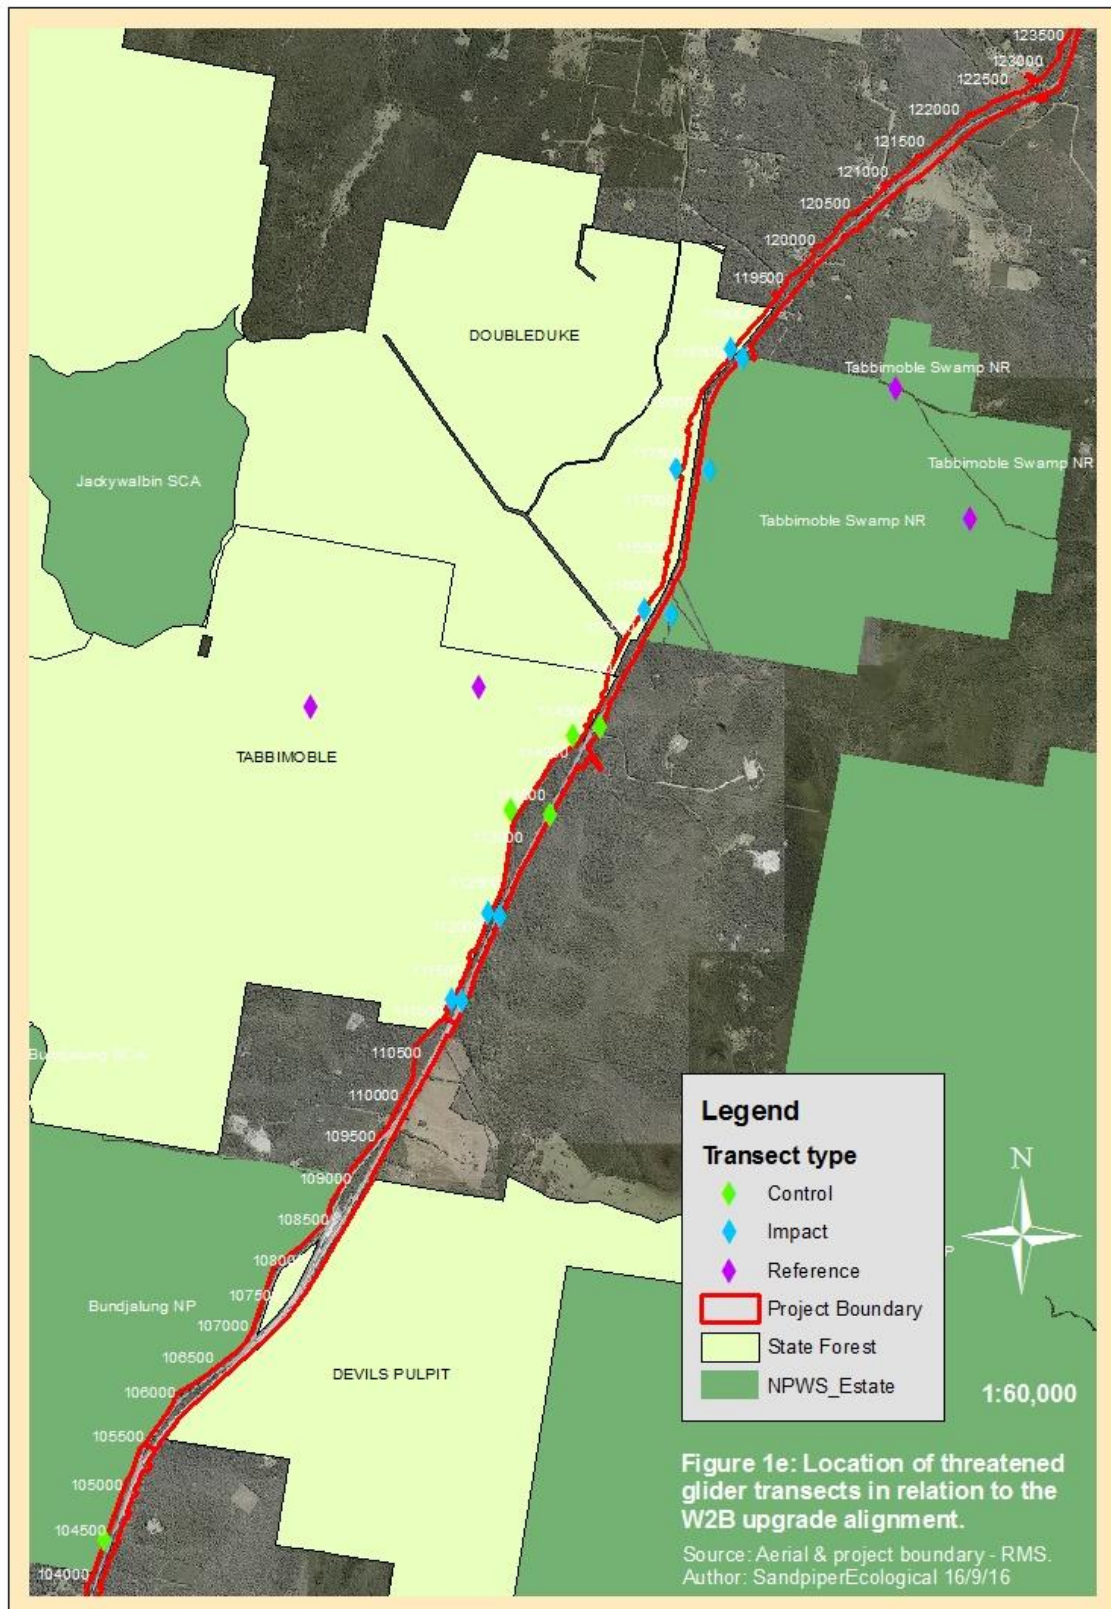 123500
123000
122500
122000
121500
121000
120500
120000
119500
DOUBLEDUKE
Tabbimoble Swamp NR
Tabbimoble Swamp NR
Jackywalbin SCA
Tabbimoble Swamp NR
117000
TABBIMOBLE
110500
110000
109500
109000
108500
108000
107500
107000
106500
106000
105500
105000
104500
104000
Bundjalung NP
DEVILS PULPIT
Legend
Transect type
Control
Impact
Reference
Project Boundary
State Forest
NPWS_Estate
N
1:60,000
Figure 1e: Location of threatened
glider transects in relation to the
W2B upgrade alignment.
Source: Aerial & project boundary - RMS.
Author: SandpiperEcological 16/9/16